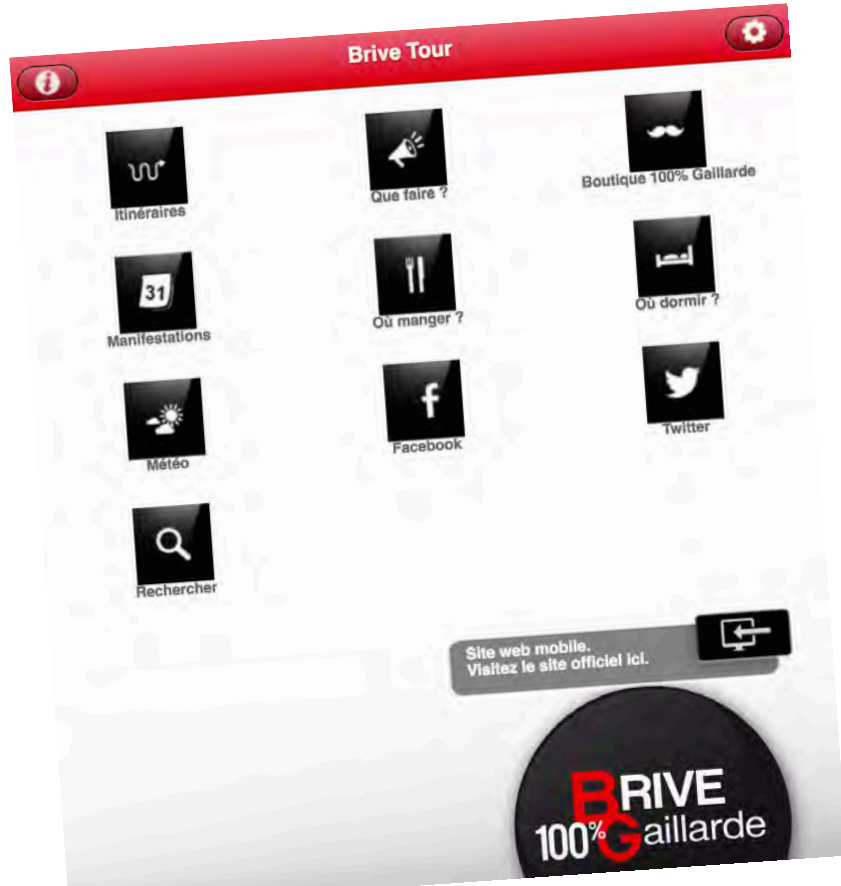 Brive Tour
Itinéraires
Que faire ?
Boutique 100% Gaillarde
31
Manifestations
Où manger ?
Où dormir ?
Météo
Facebook
Twitter
Rechercher
Site web mobile.
Visitez le site officiel ici.
BRIVE
100% Gaillarde